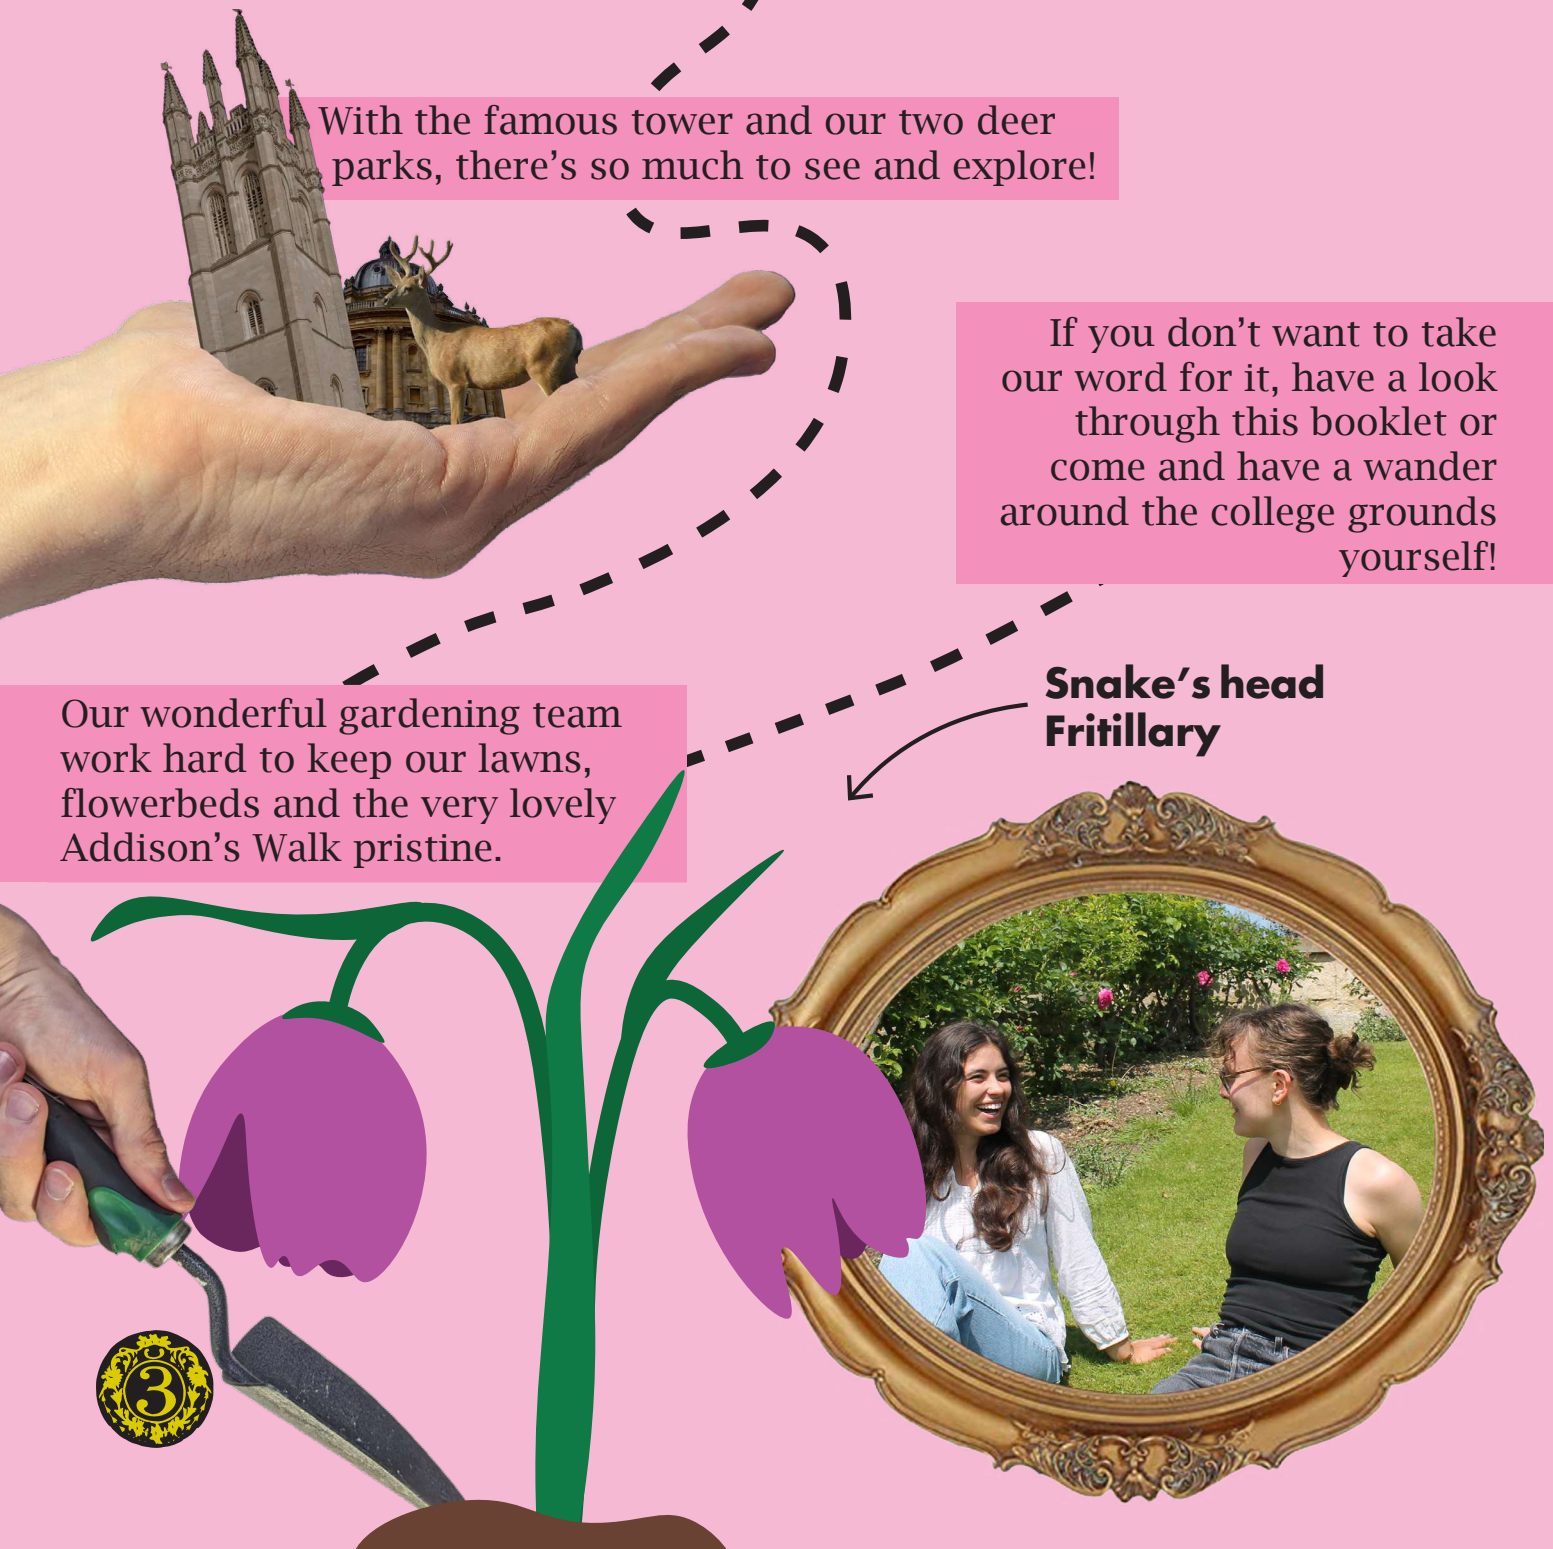 With the famous tower and our two deer
parks, there’s so much to see and explore!
If you don’t want to take
our word for it, have a look
through this booklet or
come and have a wander
around the college grounds
yourself!
Our wonderful gardening team
work hard to keep our lawns,
flowerbeds and the very lovely
Addison’s Walk pristine.
Snake’s head
Fritillary
3